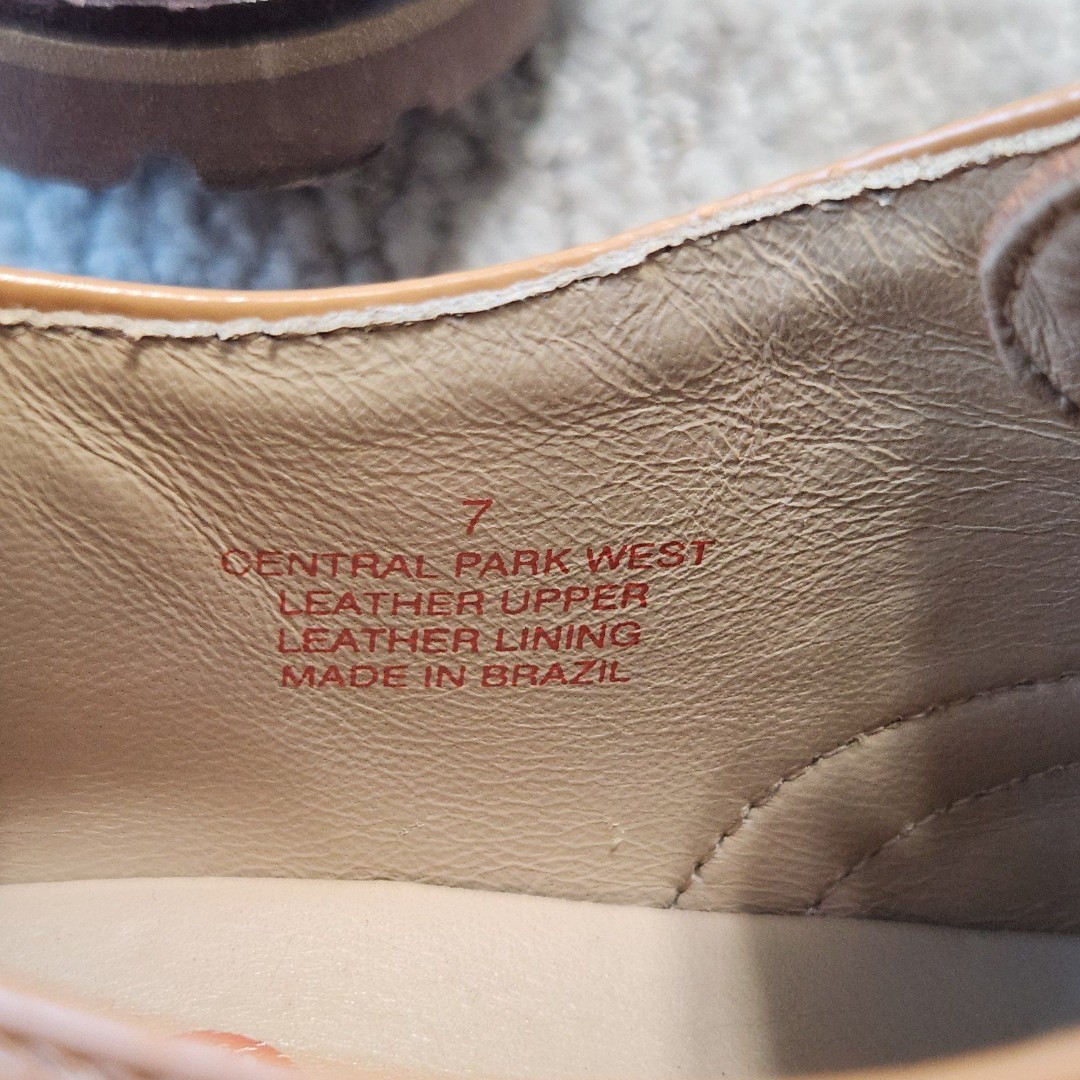 7
CENTRAL PARK WEST
LEATHER UPPER
LEATHER LINING
MADE IN BRAZIL